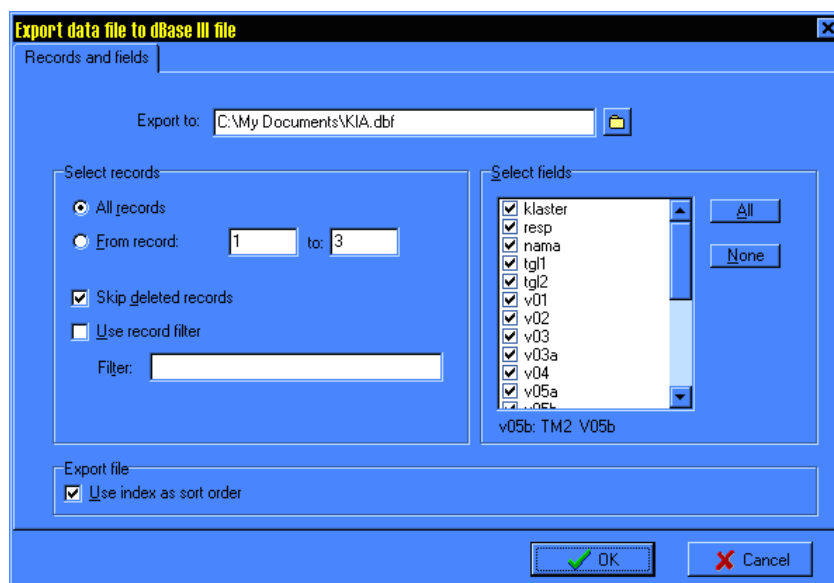 Export data file to dBase III file
Records and fields
Export to: C:\My Documents\KIA.dbf
Select records
All records
From record: 1 to: 3
Skip deleted records
Use record filter
Filter:
Select fields
klaster
resp
nama
tgl1
tgl2
v01
v02
v03
v03a
v04
v05a
v05b
All
None
v05b: TM2 V05b
Export file
Use index as sort order
OK
Cancel